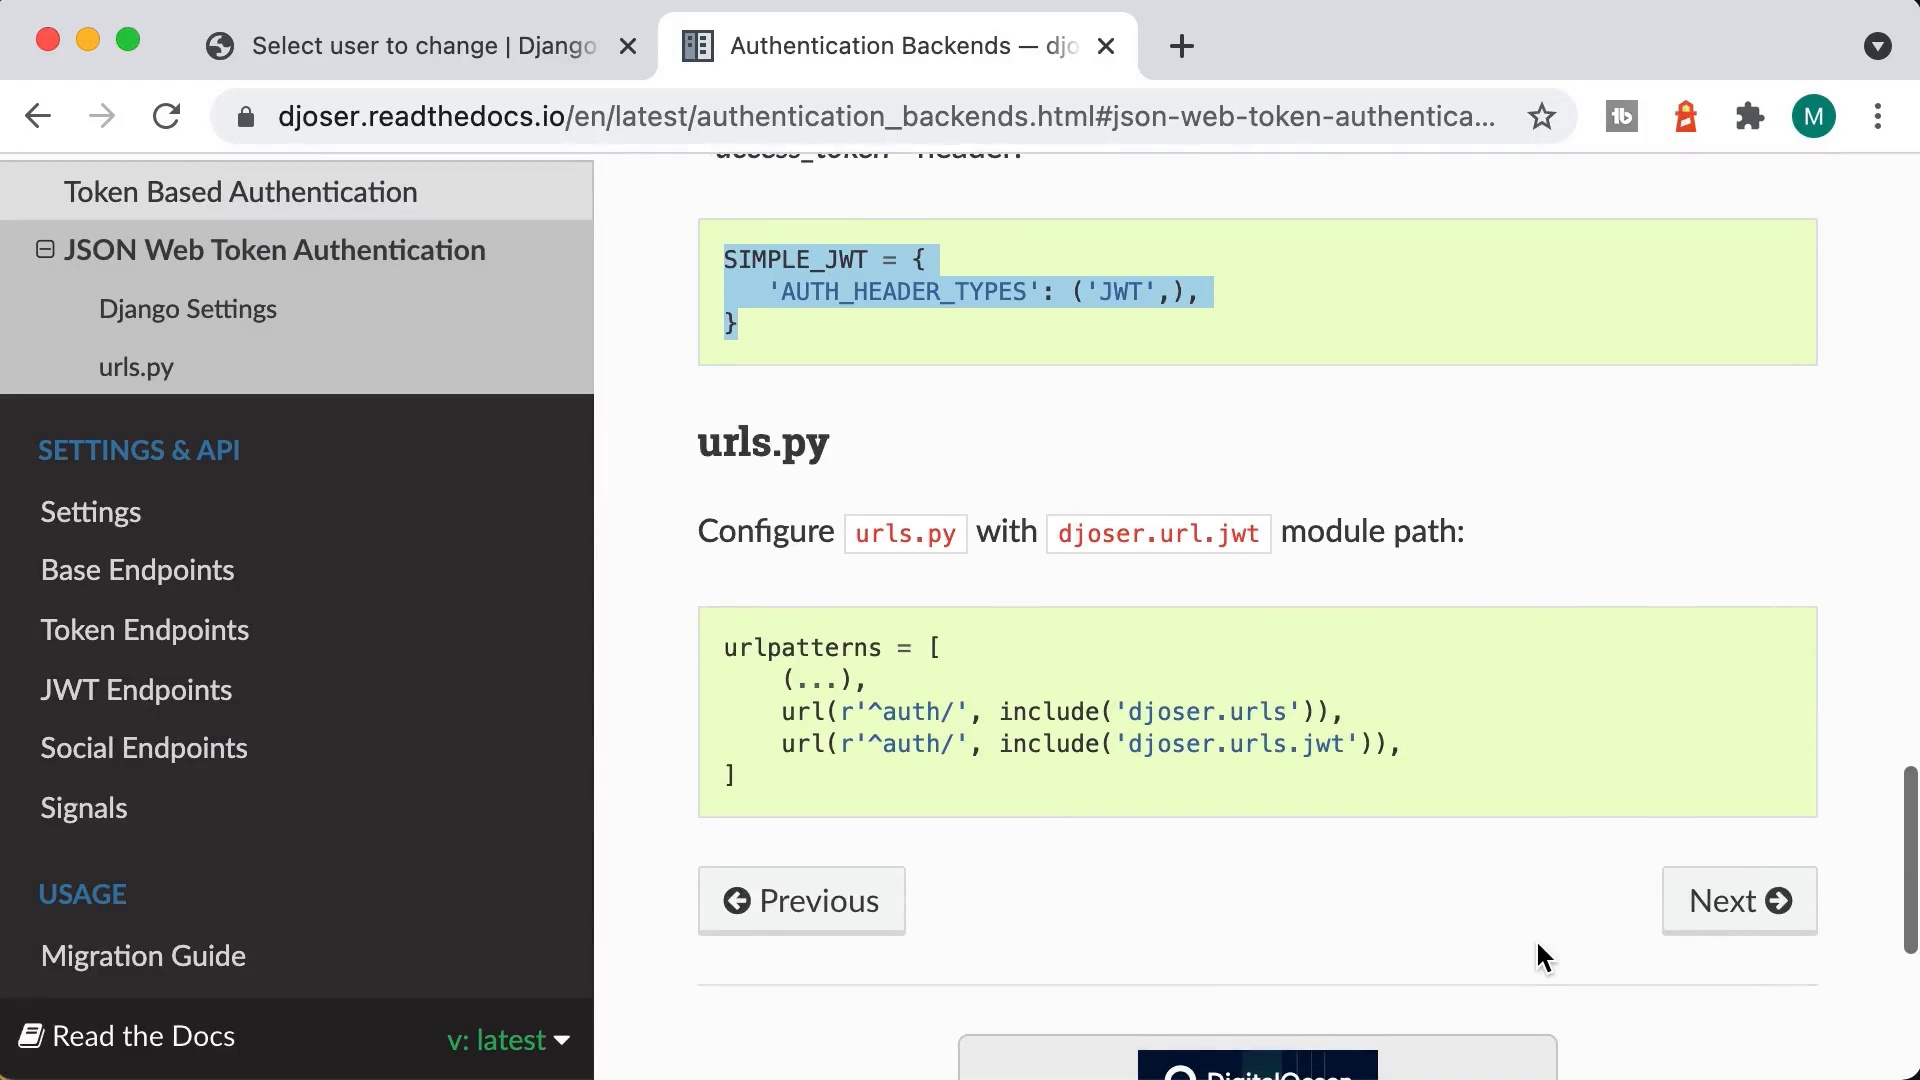 Select user to change | Django
Authentication Backends — djo
djoser.readthedocs.io/en/latest/authentication_backends.html#json-web-token-authentica...
M
Token Based Authentication
JSON Web Token Authentication
Django Settings
urls.py
SETTINGS & API
Settings
Base Endpoints
Token Endpoints
JWT Endpoints
Social Endpoints
Signals
USAGE
Migration Guide
Read the Docs
v: latest
access_token" header:
SIMPLE_JWT = {
'AUTH_HEADER_TYPES': ('JWT',),
}
urls.py
Configure urls.py with djoser.url.jwt module path:
urlpatterns = [
(...),
url(r'^auth/', include('djoser.urls')),
url(r'^auth/', include('djoser.urls.jwt')),
]
Previous
Next
DigitalOcean